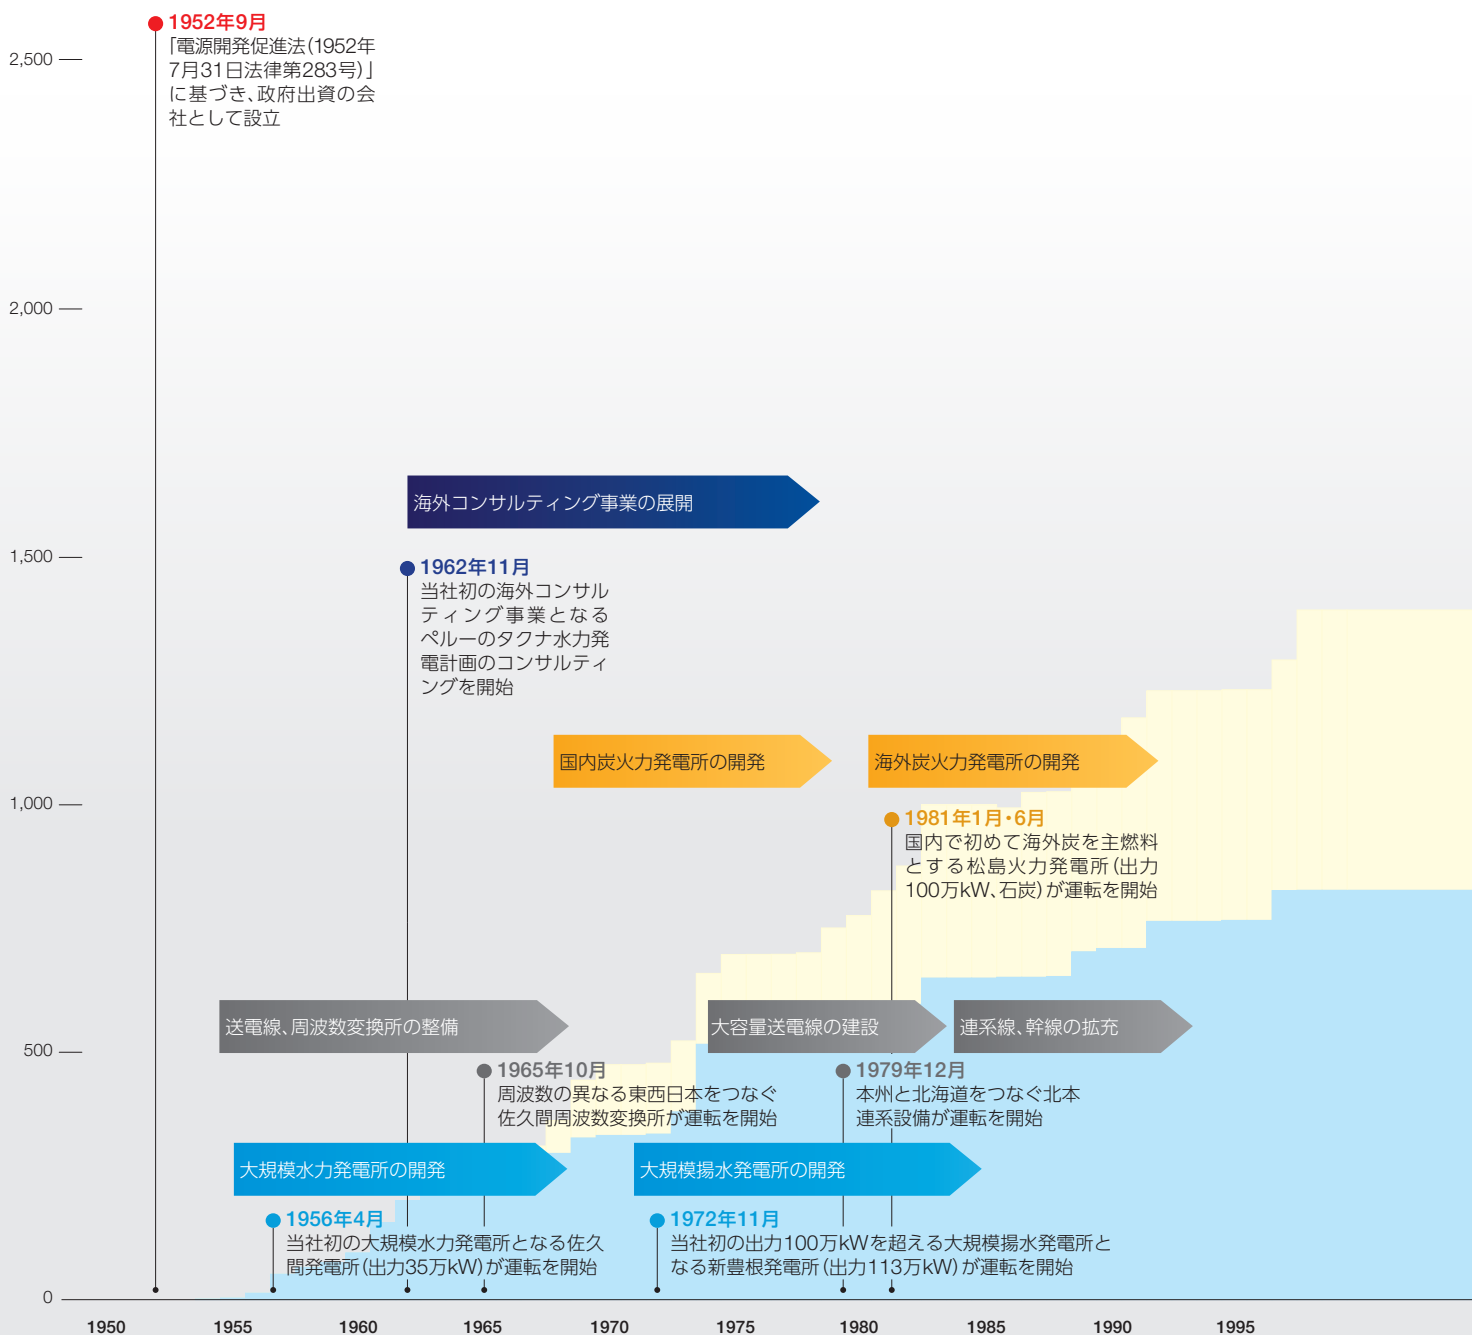 1952年9月
「電源開発促進法(1952年
7月31日法律第283号)」
に基づき、政府出資の会
社として設立
2,500
2,000
海外コンサルティング事業の展開
1,500
1962年11月
当社初の海外コンサル
ティング事業となる
ペルーのタクナ水力発
電計画のコンサルティ
ングを開始
国内炭火力発電所の開発
海外炭火力発電所の開発
1,000
1981年1月・6月
国内で初めて海外炭を主燃料
とする松島火力発電所(出力
100万kW、石炭)が運転を開始
送電線、周波数変換所の整備
大容量送電線の建設
連系線、幹線の拡充
500
1965年10月
周波数の異なる東西日本をつなぐ
佐久間周波数変換所が運転を開始
1979年12月
本州と北海道をつなぐ北本
連系設備が運転を開始
大規模水力発電所の開発
大規模揚水発電所の開発
1956年4月
当社初の大規模水力発電所となる佐久
間発電所(出力35万kW)が運転を開始
1972年11月
当社初の出力100万kWを超える大規模揚水発電所と
なる新豊根発電所(出力113万kW)が運転を開始
0
1950 1955 1960 1965 1970 1975 1980 1985 1990 1995